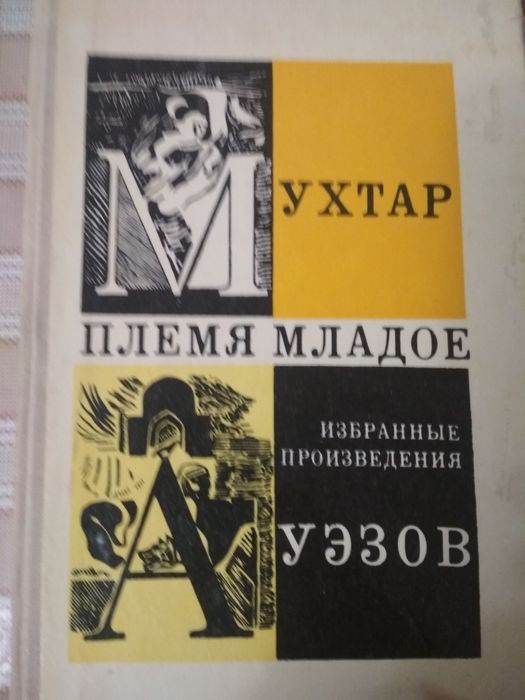 МУХТАР
ПЛЕМЯ МЛАДОЕ
ИЗБРАННЫЕ
ПРОИЗВЕДЕНИЯ
АУЭЗОВ